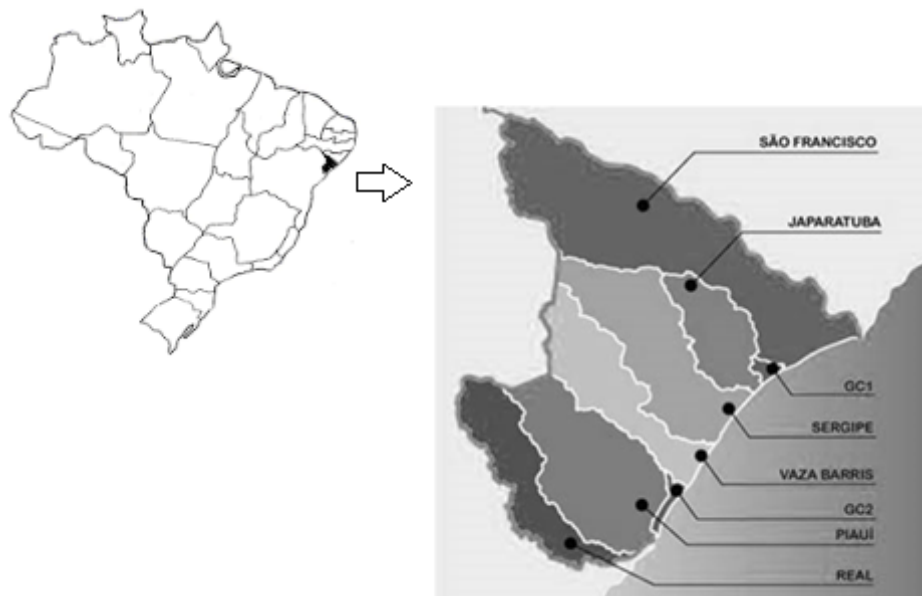 SÃO FRANCISCO
JAPARATUBA
GC1
SERGIPE
VAZA BARRIS
GC2
PIAUÍ
REAL